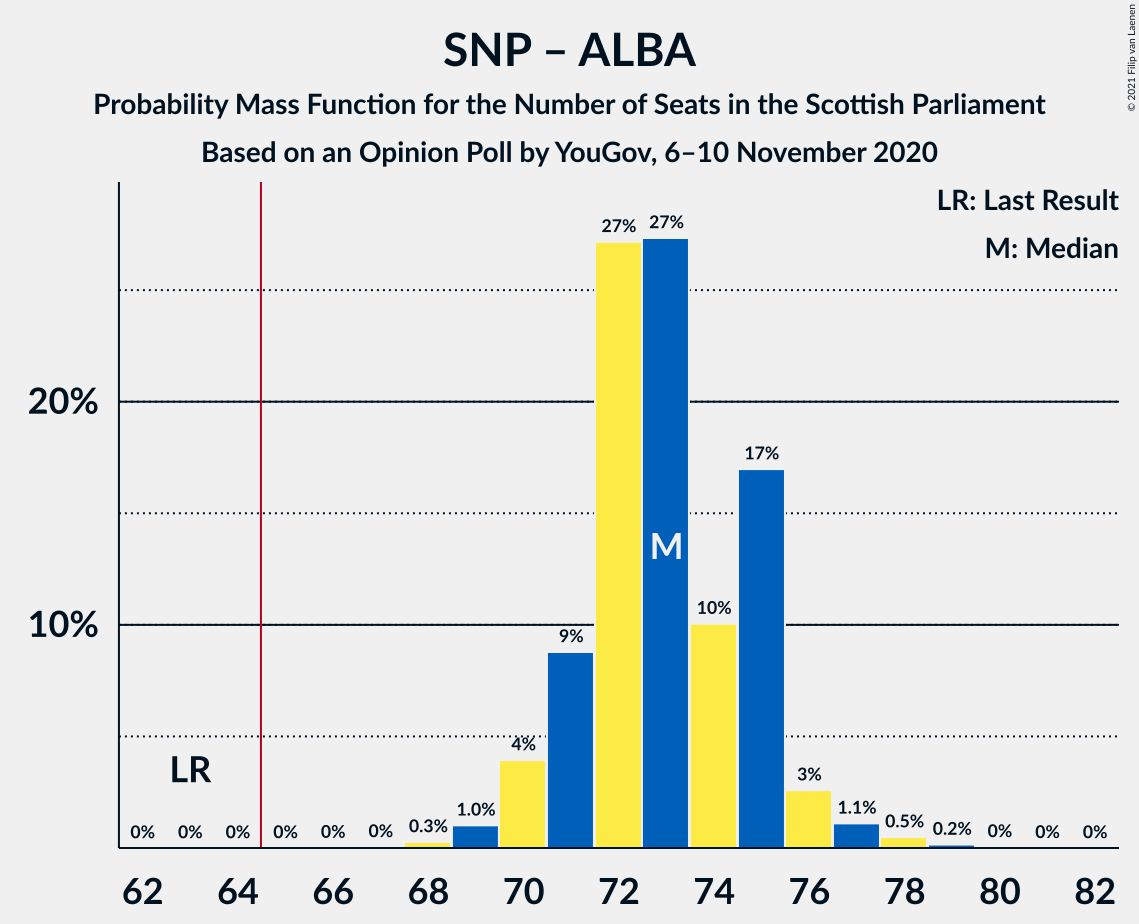 SNP – ALBA
Probability Mass Function for the Number of Seats in the Scottish Parliament
Based on an Opinion Poll by YouGov, 6–10 November 2020
© 2021 Filip van Laenen
LR: Last Result
M: Median
27% 27%
20%
17%
M
10%
10%
9%
4%
LR
3%
0% 0% 0% 0% 0% 0% 0.3% 1.0% 1.1% 0.5% 0.2% 0% 0% 0%
62 64 66 68 70 72 74 76 78 80 82